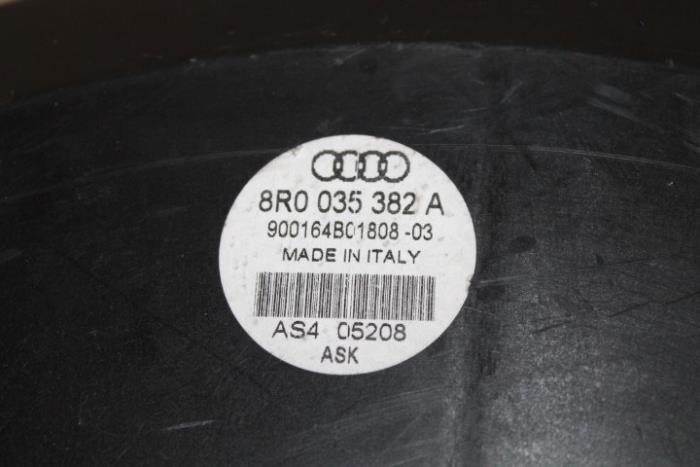 8R0 035 382 A
900164B01808 -03
MADE IN ITALY
AS4 05208
ASK